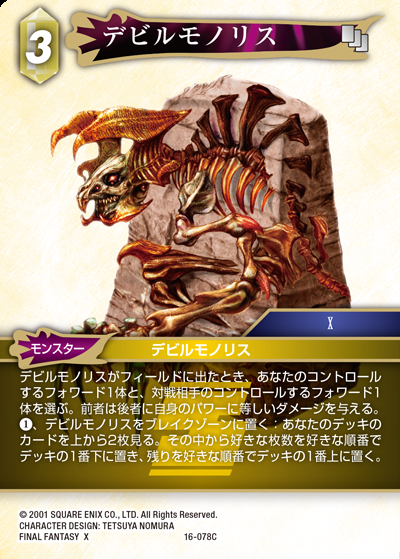 3
デビルモノリス
X
モンスター
デビルモノリス
デビルモノリスがフィールドに出たとき、あなたのコントロール
するフォワード1体と、対戦相手のコントロールするフォワード1
体を選ぶ。前者は後者に自身のパワーに等しいダメージを与える。
❶、デビルモノリスをブレイクゾーンに置く：あなたのデッキの
カードを上から2枚見る。その中から好きな枚数を好きな順番で
デッキの1番下に置き、残りを好きな順番でデッキの1番上に置く。
© 2001 SQUARE ENIX CO., LTD. All Rights Reserved.
CHARACTER DESIGN: TETSUYA NOMURA
FINAL FANTASY X 16-078C